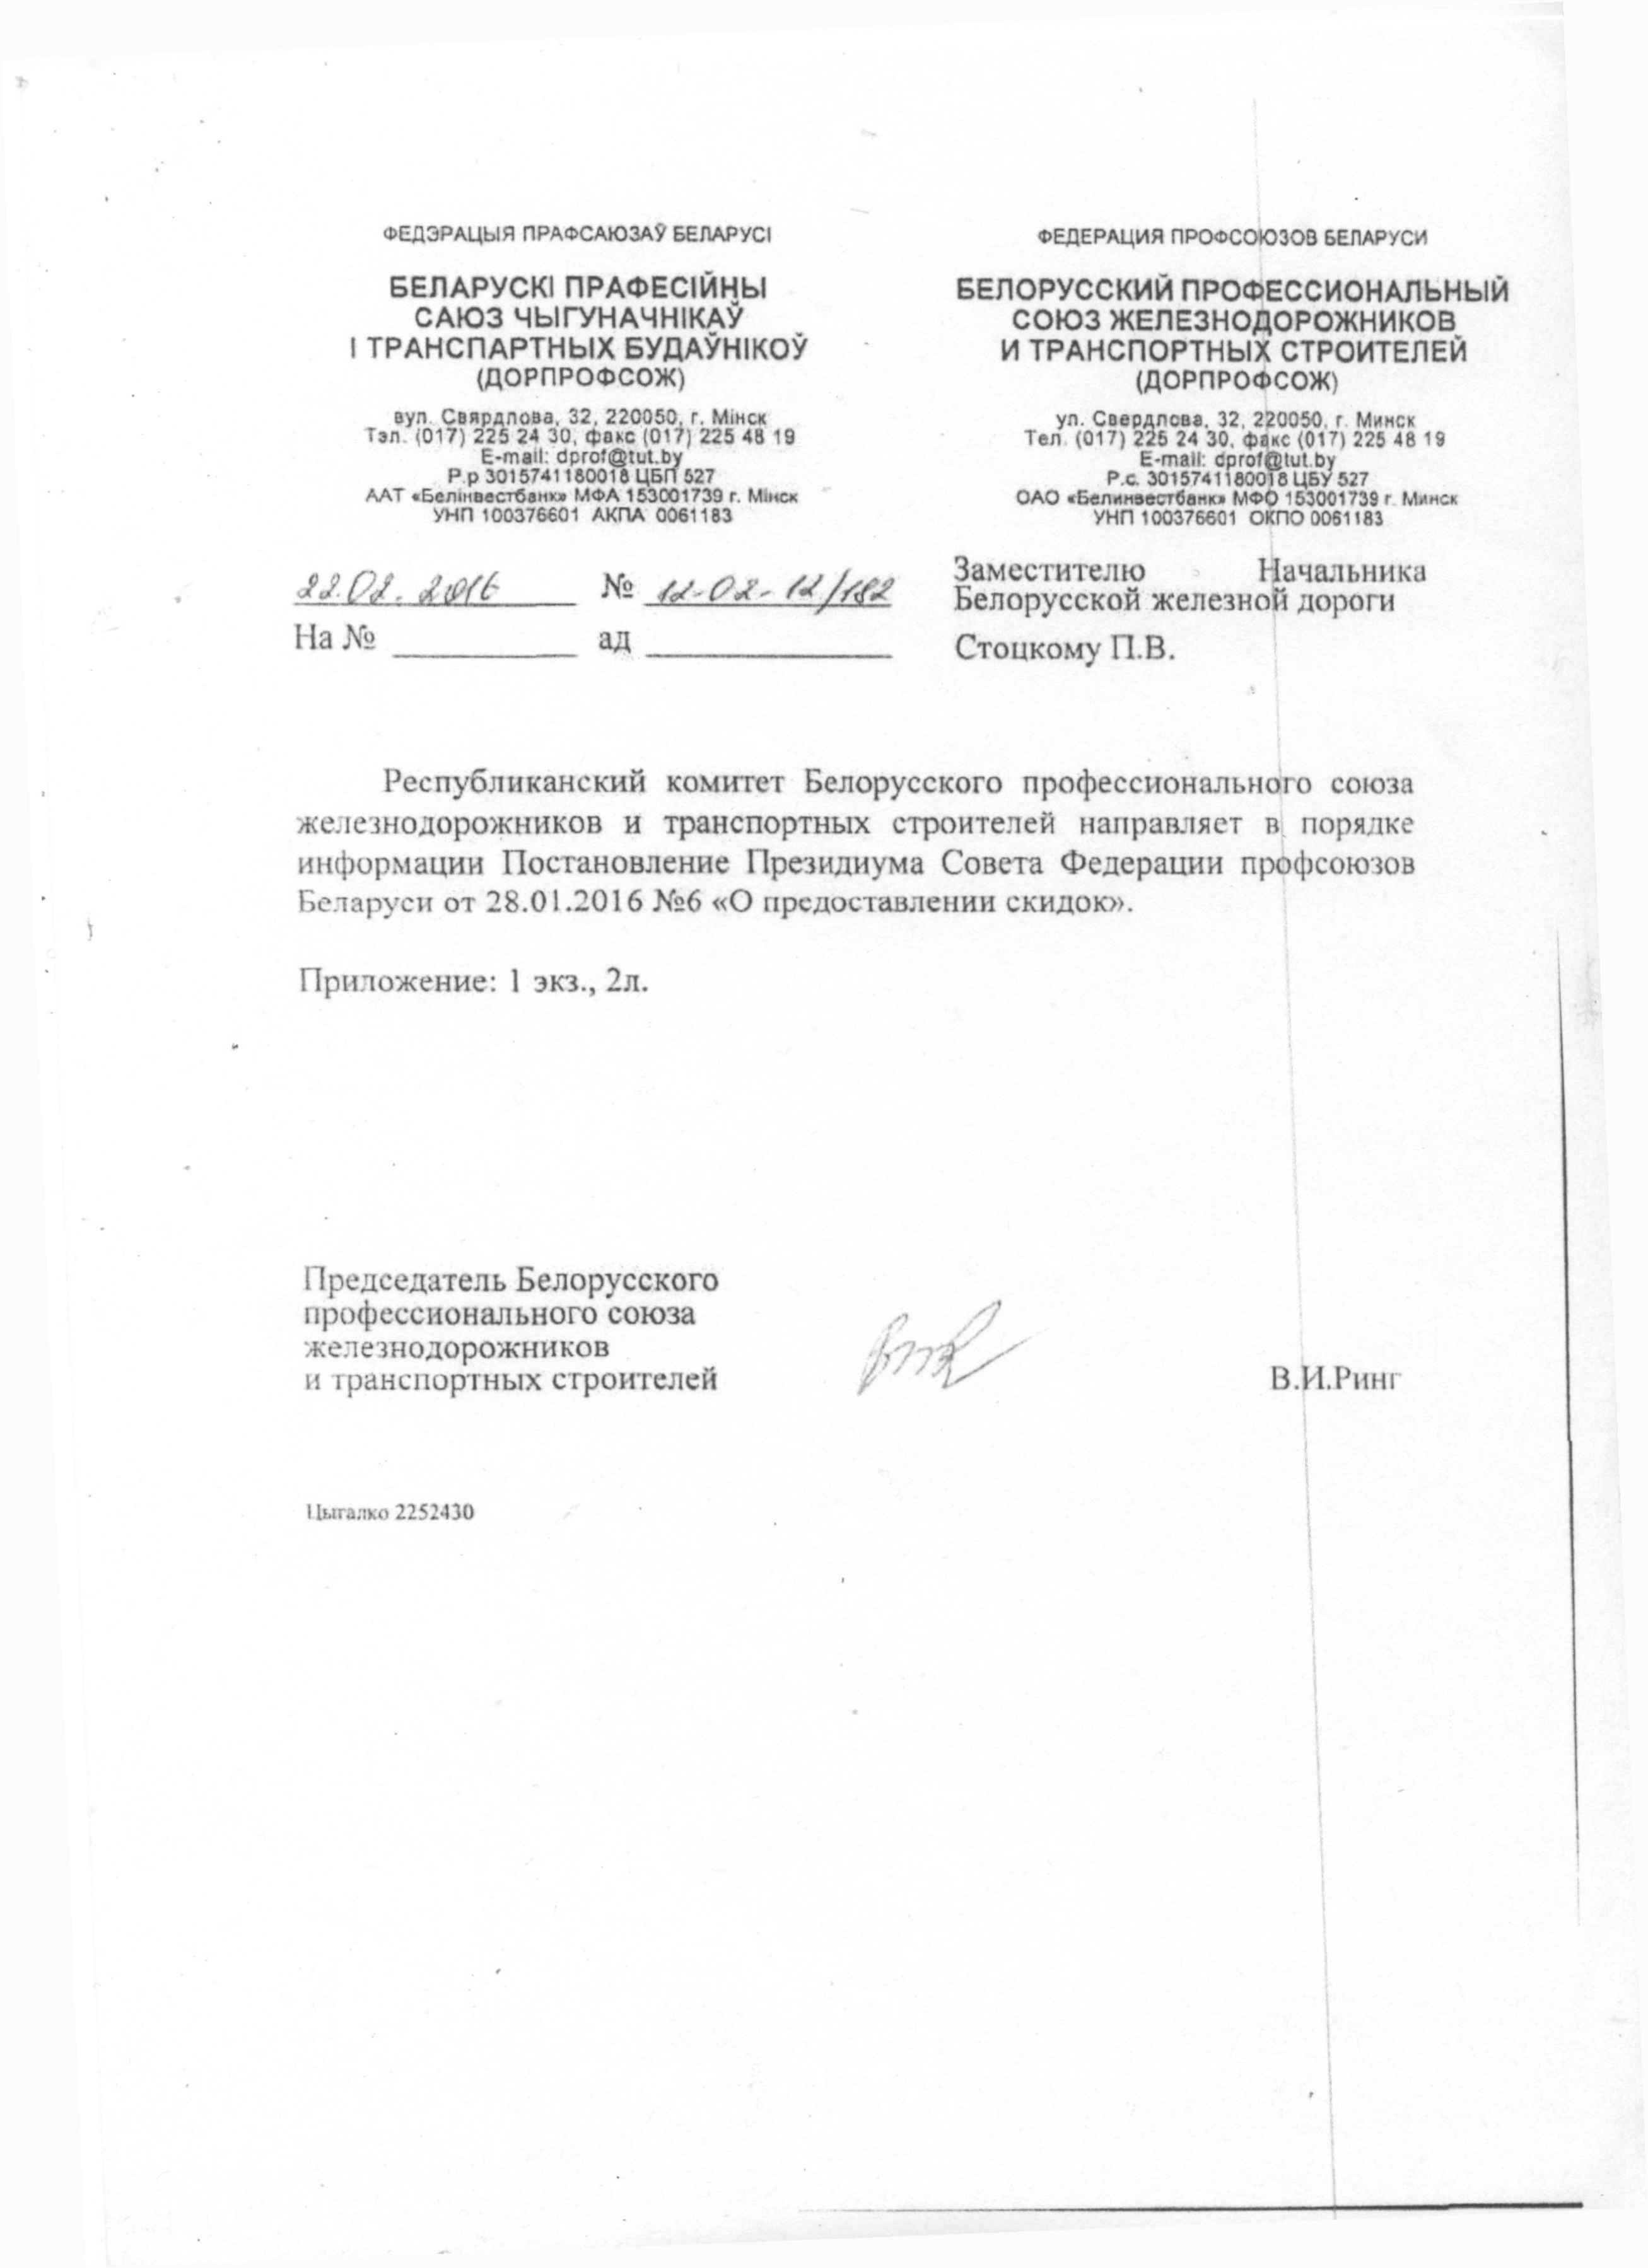 ФЕДЭРАЦЫЯ ПРАФСАЮЗАЎ БЕЛАРУСІ
БЕЛАРУСКІ ПРАФЕСІЙНЫ
САЮЗ ЧЫГУНАЧНІКАЎ
І ТРАНСПАРТНЫХ БУДАЎНІКОЎ
(ДОРПРОФСОЖ)
вул. Свярдлова, 32, 220050, г. Мінск
Тэл. (017) 225 24 30, факс (017) 225 48 19
E-mail: dprof@tut.by
Р.р 3015741180018 ЦБП 527
ААТ «Белінвестбанк» МФА 153001739 г. Мінск
УНП 100376601 АКПА 0061183
ФЕДЕРАЦИЯ ПРОФСОЮЗОВ БЕЛАРУСИ
БЕЛОРУССКИЙ ПРОФЕССИОНАЛЬНЫЙ
СОЮЗ ЖЕЛЕЗНОДОРОЖНИКОВ
И ТРАНСПОРТНЫХ СТРОИТЕЛЕЙ
(ДОРПРОФСОЖ)
ул. Свердлова, 32, 220050, г. Минск
Тел. (017) 225 24 30, факс (017) 225 48 19
E-mail: dprof@tut.by
Р.с. 3015741180018 ЦБУ 527
ОАО «Белинвестбанк» МФО 153001739 г. Минск
УНП 100376601 ОКПО 0061183
22.02.2016 № 12-02-12/182
На № ад
Заместителю Начальника
Белорусской железной дороги
Стоцкому П.В.
Республиканский комитет Белорусского профессионального союза
железнодорожников и транспортных строителей направляет в порядке
информации Постановление Президиума Совета Федерации профсоюзов
Беларуси от 28.01.2016 №6 «О предоставлении скидок».
Приложение: 1 экз., 2л.
Председатель Белорусского
профессионального союза
железнодорожников
и транспортных строителей В.И.Ринг
Цыгалко 2252430